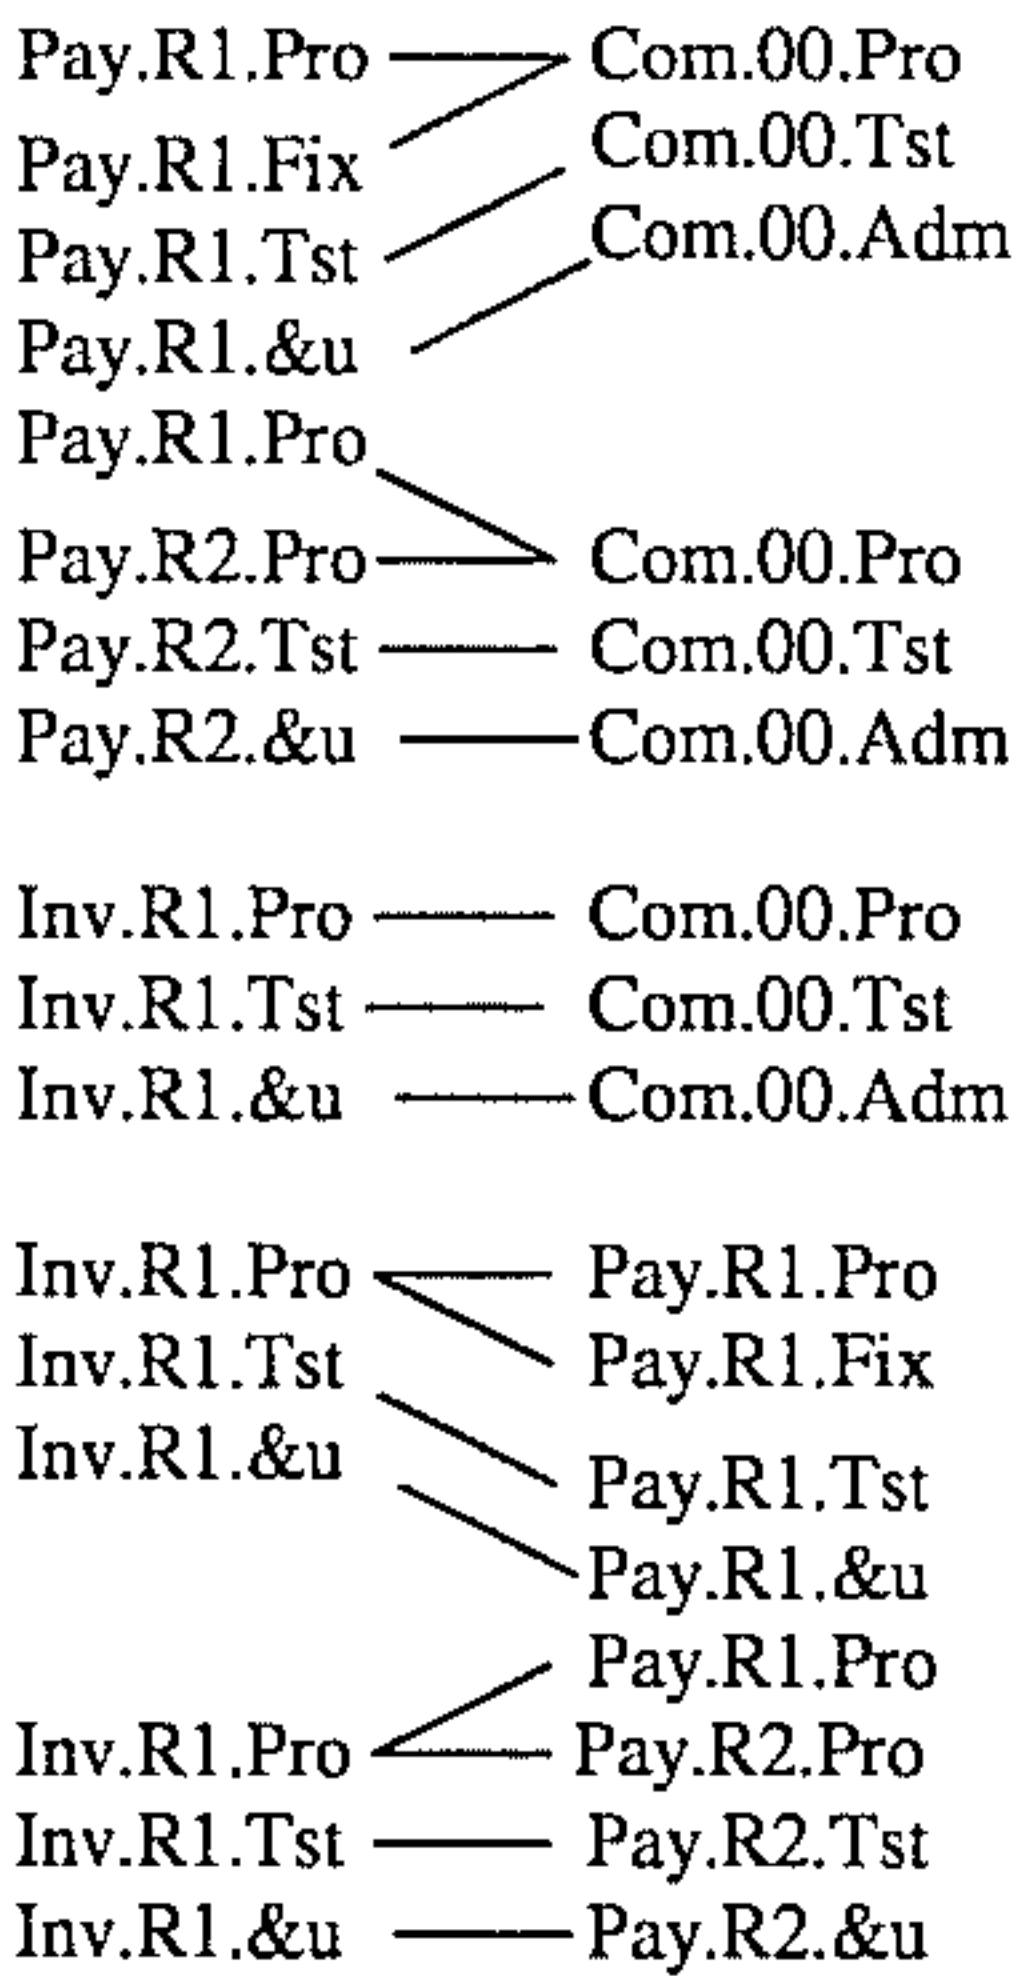 Pay.R1.Pro Com.00.Pro
Pay.R1.Fix Com.00.Tst
Pay.R1.Tst Com.00.Adm
Pay.R1.&u
Pay.R1.Pro
Pay.R2.Pro Com.00.Pro
Pay.R2.Tst Com.00.Tst
Pay.R2.&u Com.00.Adm
Inv.R1.Pro Com.00.Pro
Inv.R1.Tst Com.00.Tst
Inv.R1.&u Com.00.Adm
Inv.R1.Pro Pay.R1.Pro
Inv.R1.Tst Pay.R1.Fix
Inv.R1.&u
Pay.R1.Tst
Pay.R1.&u
Pay.R1.Pro
Inv.R1.Pro Pay.R2.Pro
Inv.R1.Tst Pay.R2.Tst
Inv.R1.&u Pay.R2.&u